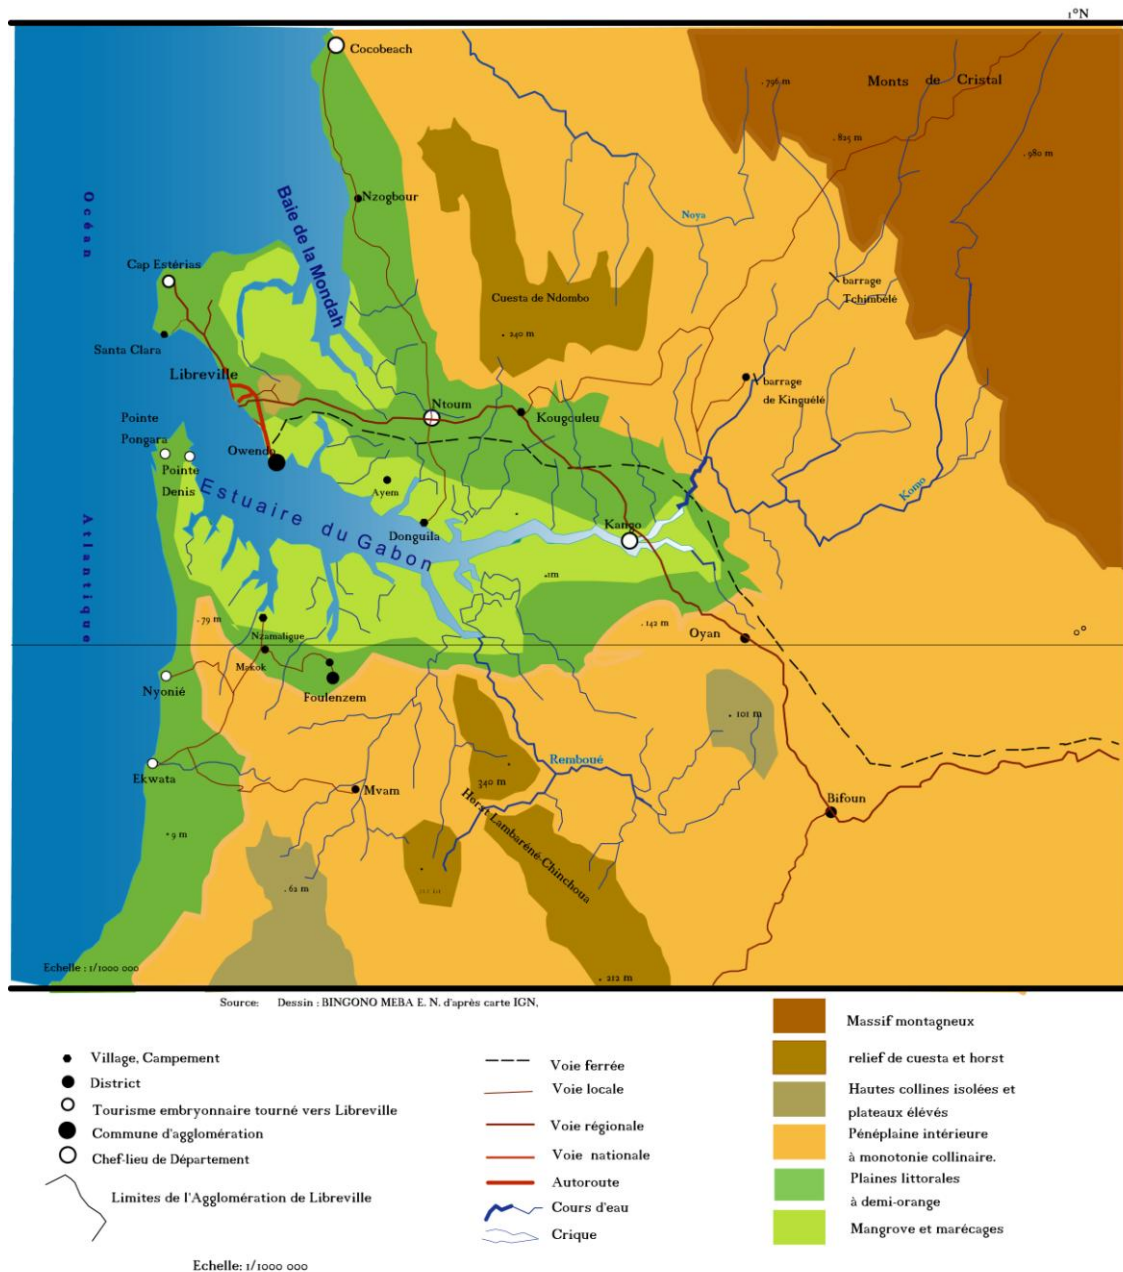 1°N
Cocobeach
Monts de Cristal
. 796 m
. 825 m
. 980 m
Nzogbour
Noya
Océan
Baie de la Mondah
Cap Estérias
barrage
Tchimbélé
Cuesta de Ndombo
. 240 m
Santa Clara
Libreville
barrage
de Kinguélé
Ntoum
Kougouleu
Pointe
Pongara
Owendo
Pointe
Denis
Estuaire du Gabon
Ayem
Komo
Donguila
Kango
Atlantique
.1m
. 79 m
. 142 m
Oyan
0°
Nzamaligue
Makok
Nyonié
Foulenzem
. 101 m
Remboué
Ekwata
340 m
Mvam
Horst Lambaréné-Chinchoua
Bifoun
. 9 m
. 62 m
. 212 m
Echelle : 1/1000 000
Source: Dessin : BINGONO MEBA E. N. d'après carte IGN,
Village, Campement
District
Tourisme embryonnaire tourné vers Libreville
Commune d'agglomération
Chef-lieu de Département
Limites de l'Agglomération de Libreville
Echelle: 1/1000 000
Voie ferrée
Voie locale
Voie régionale
Voie nationale
Autoroute
Cours d'eau
Crique
Massif montagneux
relief de cuesta et horst
Hautes collines isolées et
plateaux élévés
Pénéplaine intérieure
à monotonie collinaire.
Plaines littorales
à demi-orange
Mangrove et marécages